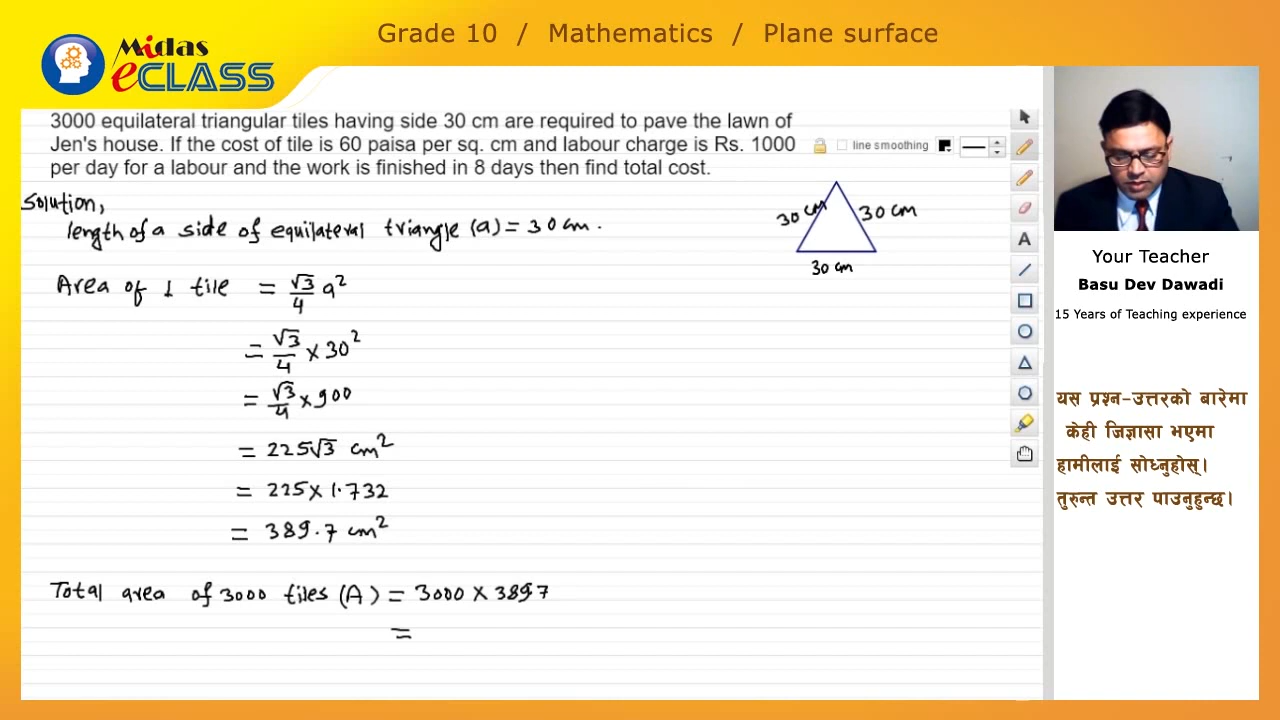 Grade 10 / Mathematics / Plane surface
Midas
eCLASS
3000 equilateral triangular tiles having side 30 cm are required to pave the lawn of
Jen's house. If the cost of tile is 60 paisa per sq. cm and labour charge is Rs. 1000
per day for a labour and the work is finished in 8 days then find total cost.
line smoothing
Solution,
length of a side of equilateral triangle (a) = 30 cm.
30 cm
30 cm
30 cm
Area of 1 tile = √3/4 a²
= √3/4 × 30²
= √3/4 × 900
= 225√3 cm²
= 225 × 1.732
= 389.7 cm²
Total area of 3000 tiles (A) = 3000 × 3897
=
A
Your Teacher
Basu Dev Dawadi
15 Years of Teaching experience
यस प्रश्न-उत्तरको बारेमा
केही जिज्ञासा भएमा
हामीलाई सोध्नुहोस्।
तुरुन्त उत्तर पाउनुहुन्छ।